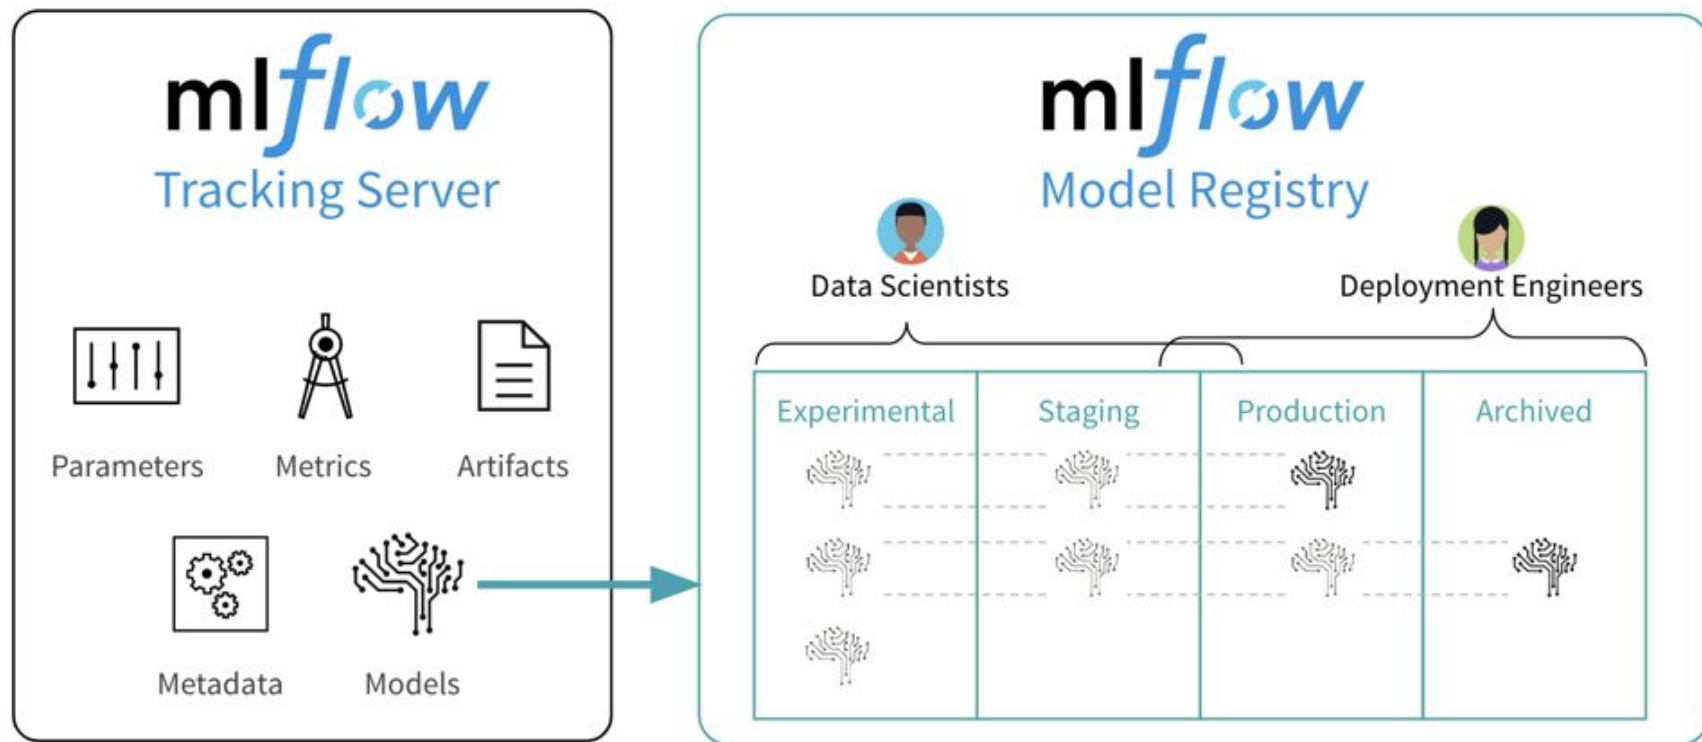 mlflow
Tracking Server
Parameters
Metrics
Artifacts
Metadata
Models
mlflow
Model Registry
Data Scientists
Deployment Engineers
Experimental
Staging
Production
Archived